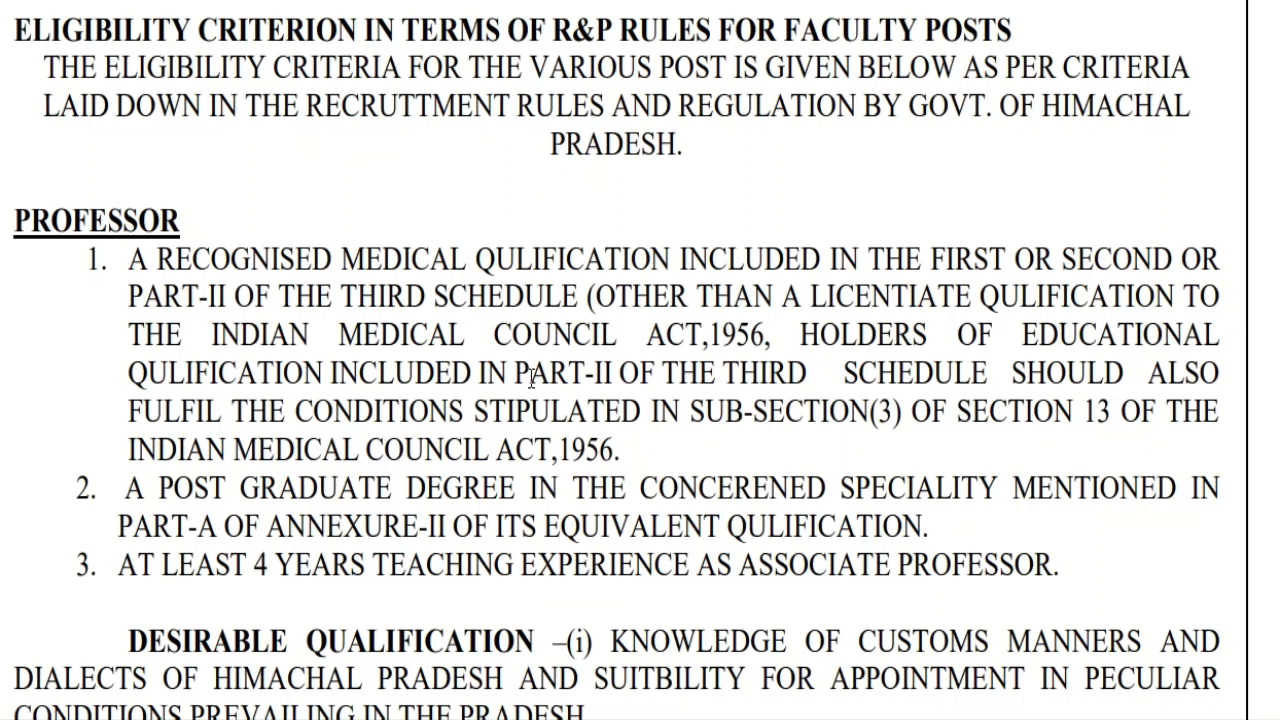 ELIGIBILITY CRITERION IN TERMS OF R&P RULES FOR FACULTY POSTS
THE ELIGIBILITY CRITERIA FOR THE VARIOUS POST IS GIVEN BELOW AS PER CRITERIA
LAID DOWN IN THE RECRUTTMENT RULES AND REGULATION BY GOVT. OF HIMACHAL
PRADESH.
PROFESSOR
1. A RECOGNISED MEDICAL QULIFICATION INCLUDED IN THE FIRST OR SECOND OR
PART-II OF THE THIRD SCHEDULE (OTHER THAN A LICENTIATE QULIFICATION TO
THE INDIAN MEDICAL COUNCIL ACT,1956, HOLDERS OF EDUCATIONAL
QULIFICATION INCLUDED IN PART-II OF THE THIRD SCHEDULE SHOULD ALSO
FULFIL THE CONDITIONS STIPULATED IN SUB-SECTION(3) OF SECTION 13 OF THE
INDIAN MEDICAL COUNCIL ACT,1956.
2. A POST GRADUATE DEGREE IN THE CONCERENED SPECIALITY MENTIONED IN
PART-A OF ANNEXURE-II OF ITS EQUIVALENT QULIFICATION.
3. AT LEAST 4 YEARS TEACHING EXPERIENCE AS ASSOCIATE PROFESSOR.
DESIRABLE QUALIFICATION –(i) KNOWLEDGE OF CUSTOMS MANNERS AND
DIALECTS OF HIMACHAL PRADESH AND SUITBILITY FOR APPOINTMENT IN PECULIAR
CONDITIONS PREVAILING IN THE PRADESH